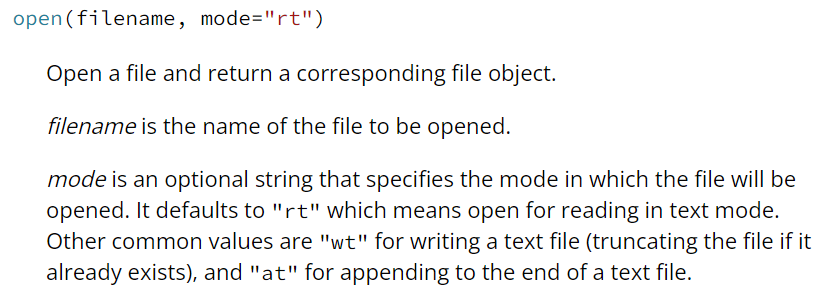 open(filename, mode="rt")
Open a file and return a corresponding file object.
filename is the name of the file to be opened.
mode is an optional string that specifies the mode in which the file will be
opened. It defaults to "rt" which means open for reading in text mode.
Other common values are "wt" for writing a text file (truncating the file if it
already exists), and "at" for appending to the end of a text file.